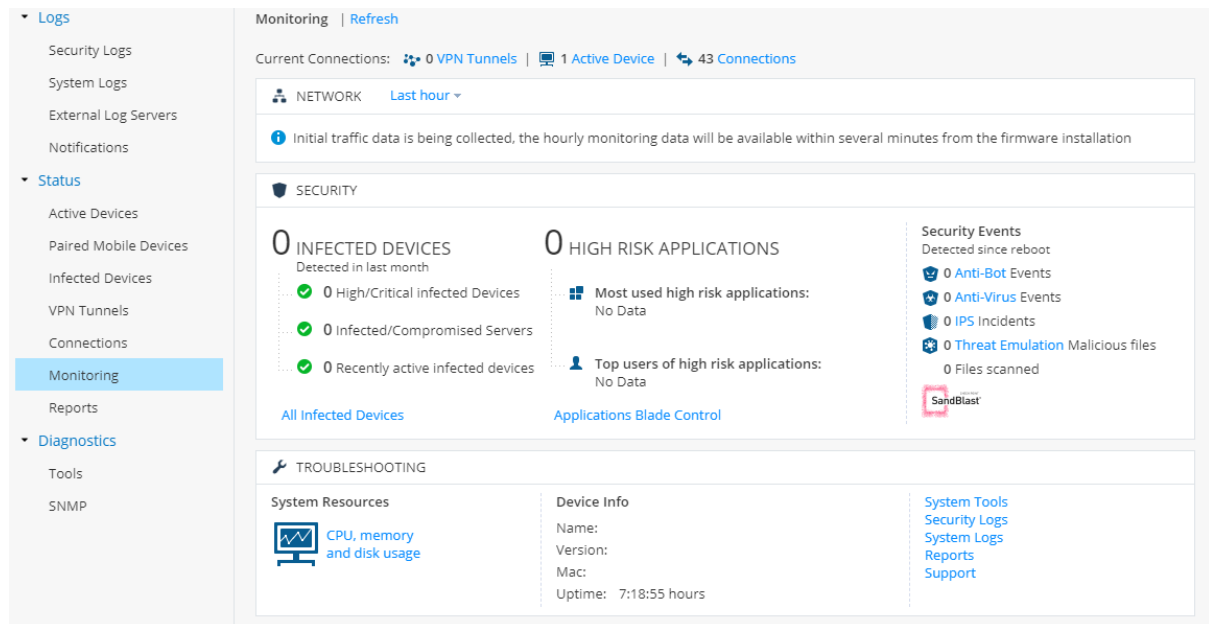 Logs
Security Logs
System Logs
External Log Servers
Notifications
Status
Active Devices
Paired Mobile Devices
Infected Devices
VPN Tunnels
Connections
Monitoring
Reports
Diagnostics
Tools
SNMP
Monitoring | Refresh
Current Connections: 0 VPN Tunnels | 1 Active Device | 43 Connections
NETWORK Last hour
Initial traffic data is being collected, the hourly monitoring data will be available within several minutes from the firmware installation
SECURITY
0 INFECTED DEVICES
Detected in last month
0 High/Critical infected Devices
0 Infected/Compromised Servers
0 Recently active infected devices
All Infected Devices
0 HIGH RISK APPLICATIONS
Most used high risk applications:
No Data
Top users of high risk applications:
No Data
Applications Blade Control
Security Events
Detected since reboot
0 Anti-Bot Events
0 Anti-Virus Events
0 IPS Incidents
0 Threat Emulation Malicious files
0 Files scanned
SandBlast
TROUBLESHOOTING
System Resources
CPU, memory
and disk usage
Device Info
Name:
Version:
Mac:
Uptime: 7:18:55 hours
System Tools
Security Logs
System Logs
Reports
Support